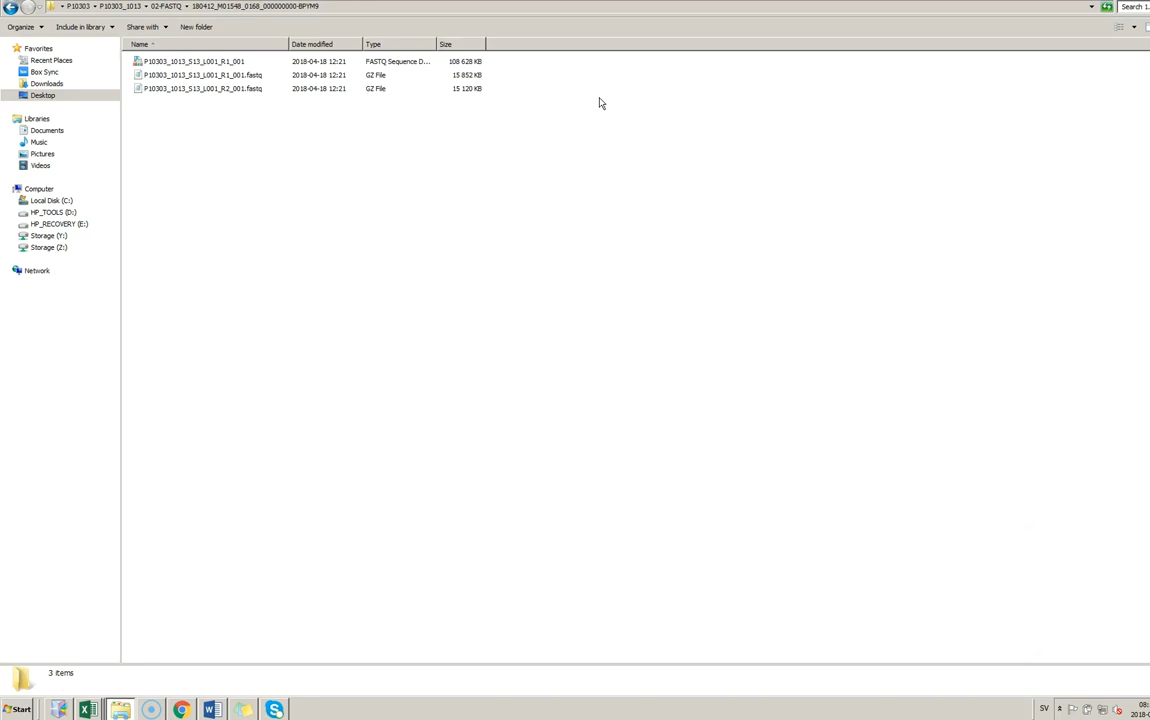 P10303 P10303_1013 02-FASTQ 180412_M01548_0168_000000000-BPYM9
Search 1
Organize Include in library Share with New folder
Name Date modified Type Size
P10303_1013_S13_L001_R1_001 2018-04-18 12:21 FASTQ Sequence D... 108 628 KB
P10303_1013_S13_L001_R1_001.fastq 2018-04-18 12:21 GZ File 15 852 KB
P10303_1013_S13_L001_R2_001.fastq 2018-04-18 12:21 GZ File 15 120 KB
Favorites
Recent Places
Box Sync
Downloads
Desktop
Libraries
Documents
Music
Pictures
Videos
Computer
Local Disk (C:)
HP_TOOLS (D:)
HP_RECOVERY (E:)
Storage (Y:)
Storage (Z:)
Network
3 items
Start
SV
08:
2018-